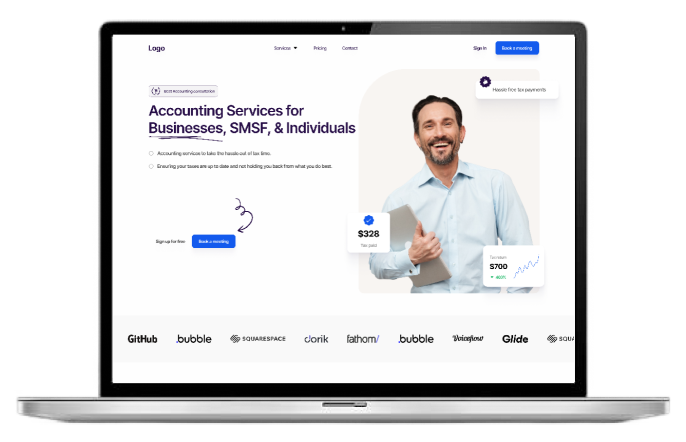 Logo
Services
Pricing
Contact
Sign in
Book a meeting
Accounting consultance
Hassle free tax payments
Accounting Services for
Businesses, SMSF, & Individuals
Accounting services to take the hassle out of tax time.
Ensuring your taxes are up to date and not holding you back from what you do best.
Sign up for free
Book a meeting
$328
Tax paid
Tax return
$700
GitHub
.bubble
SQUARESPACE
dorik
fathom/
.bubble
Voiceflow
Glide
SQUA